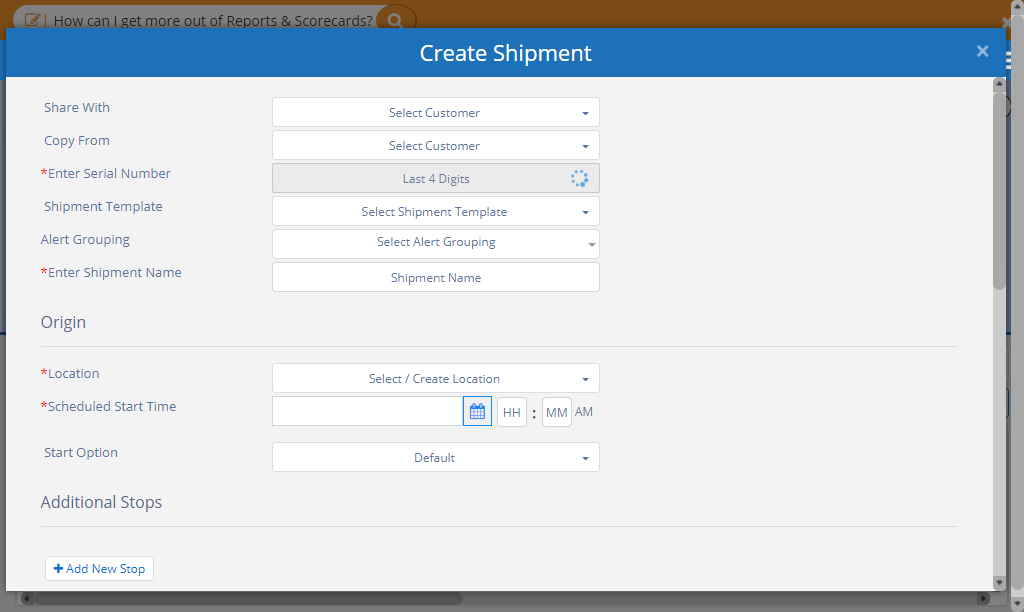 How can I get more out of Reports & Scorecards?
Create Shipment ×
Share With Select Customer
Copy From Select Customer
*Enter Serial Number Last 4 Digits
Shipment Template Select Shipment Template
Alert Grouping Select Alert Grouping
*Enter Shipment Name Shipment Name
Origin
*Location Select / Create Location
*Scheduled Start Time HH : MM AM
Start Option Default
Additional Stops
+ Add New Stop